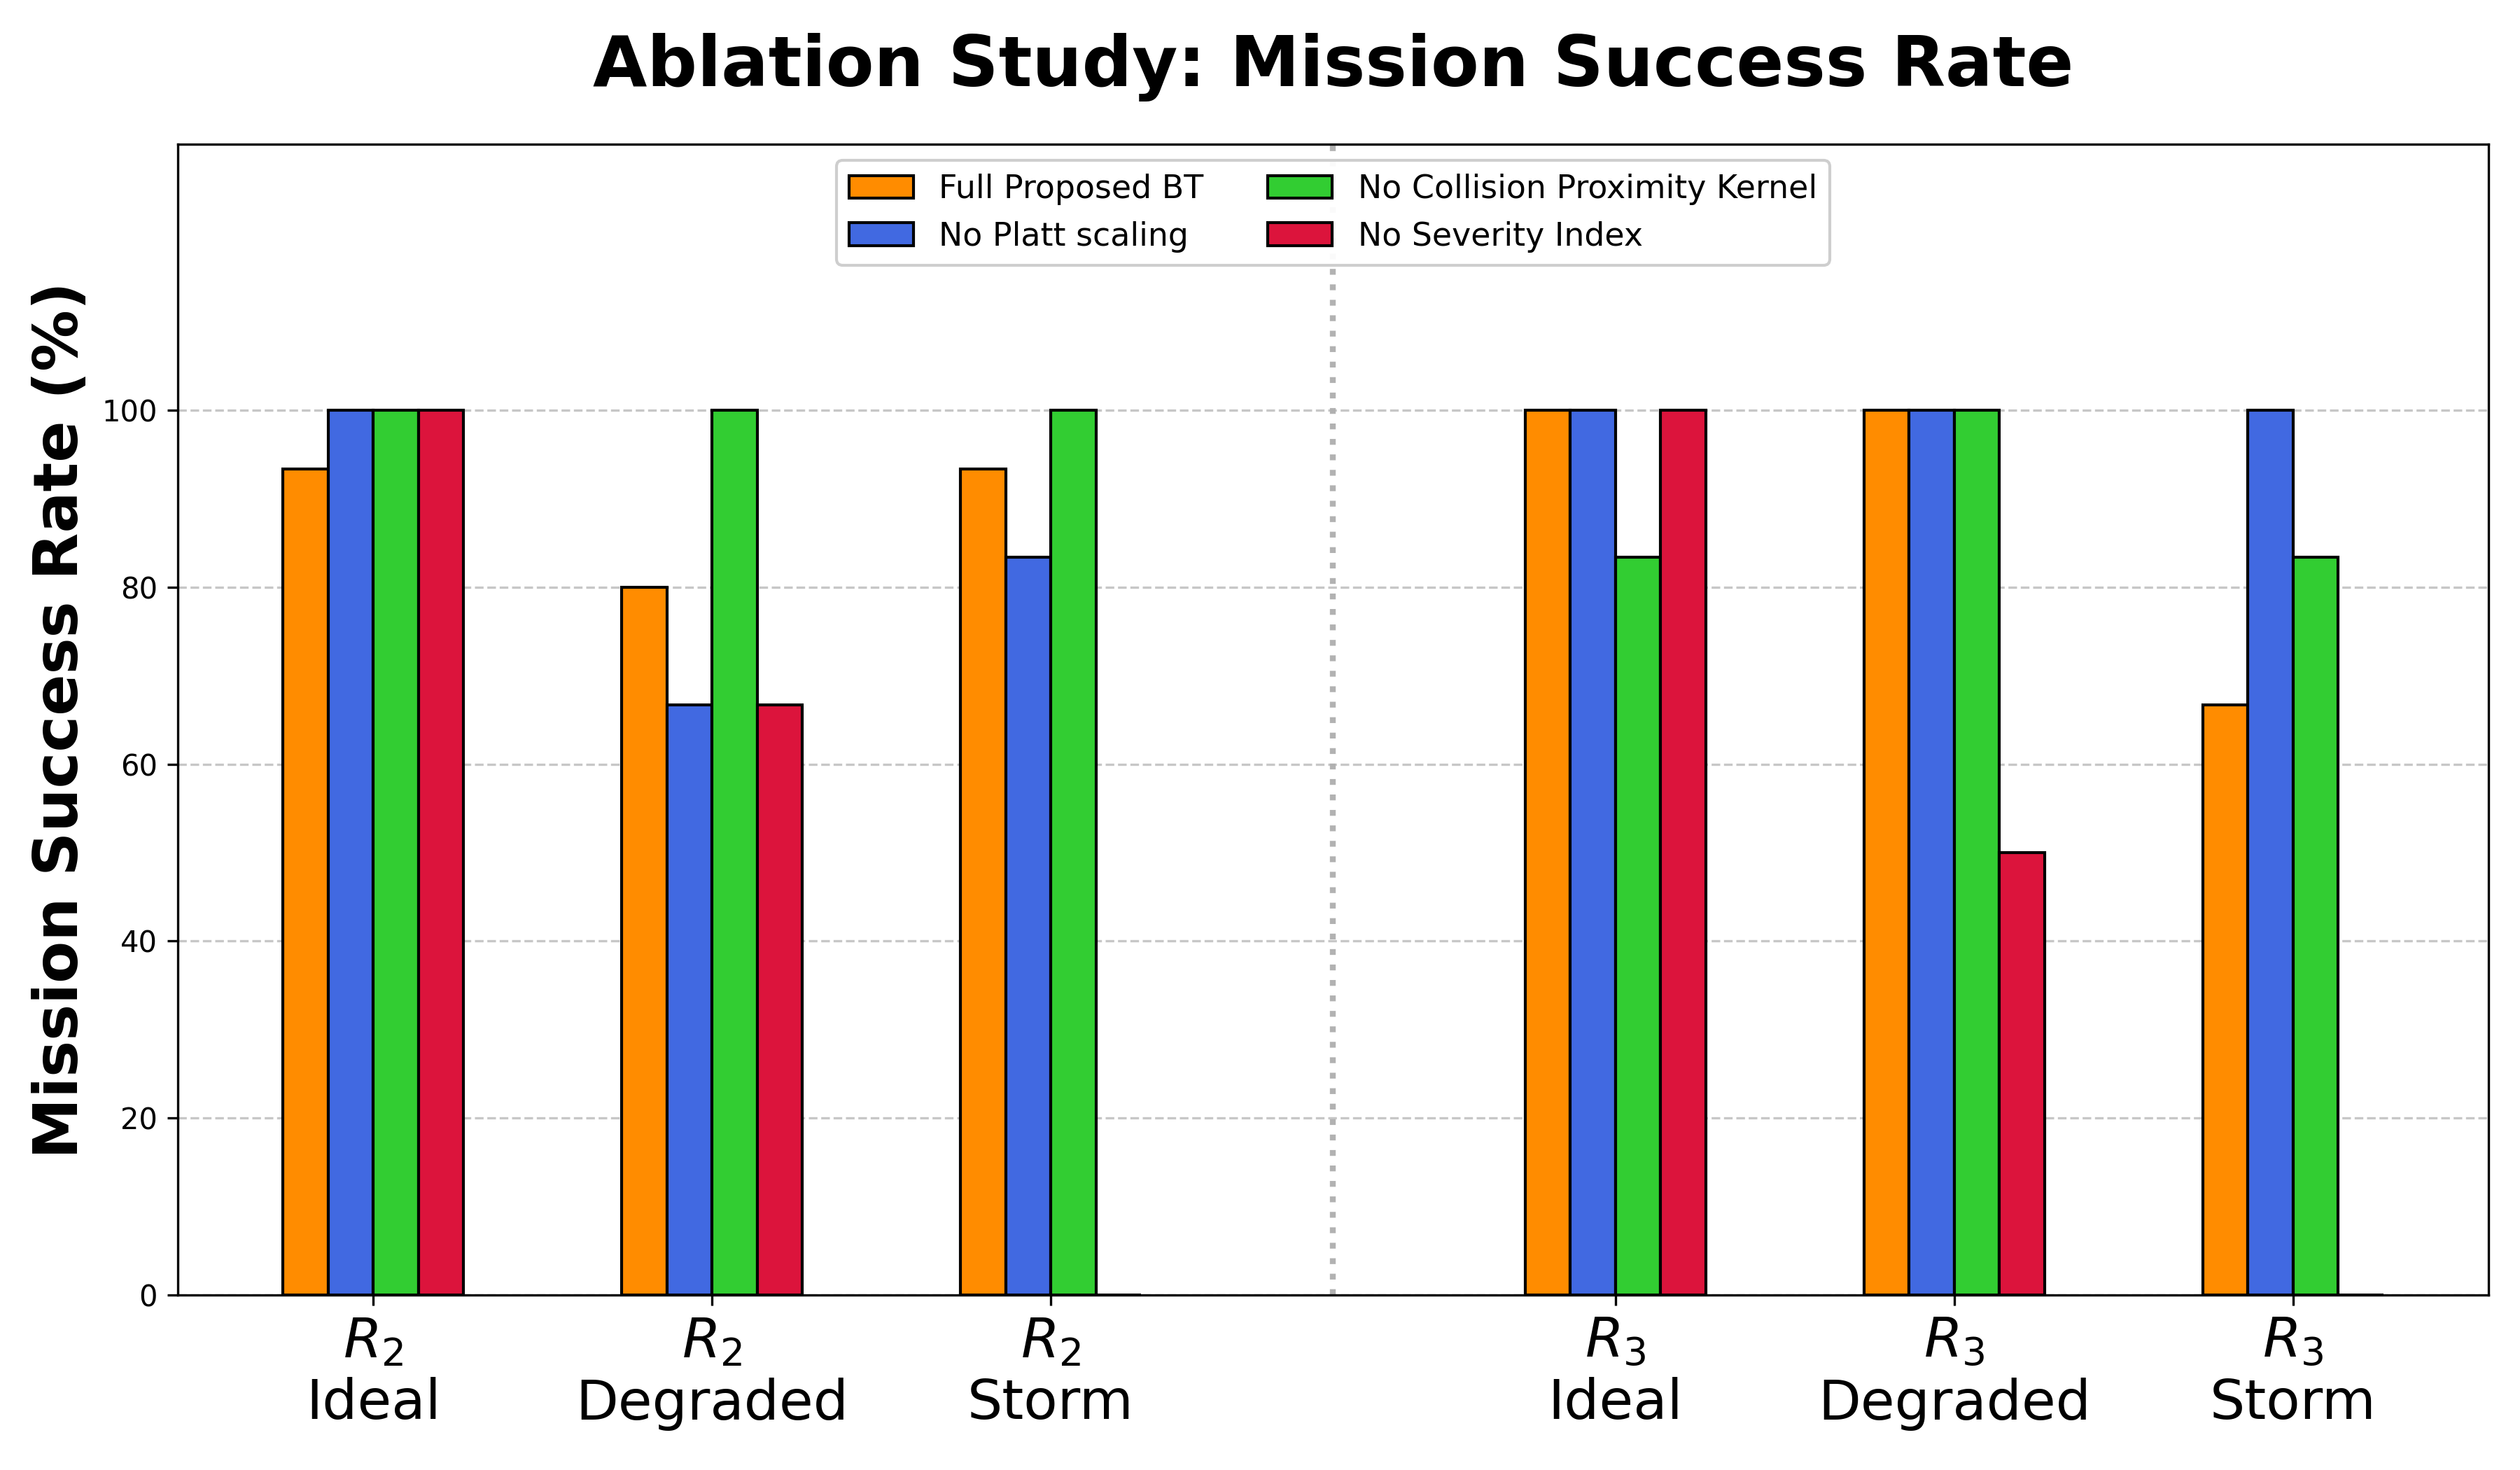 Ablation Study: Mission Success Rate
Full Proposed BT
No Platt scaling
No Collision Proximity Kernel
No Severity Index
Mission Success Rate (%)
100
80
60
40
20
0
R2
Ideal
R2
Degraded
R2
Storm
R3
Ideal
R3
Degraded
R3
Storm